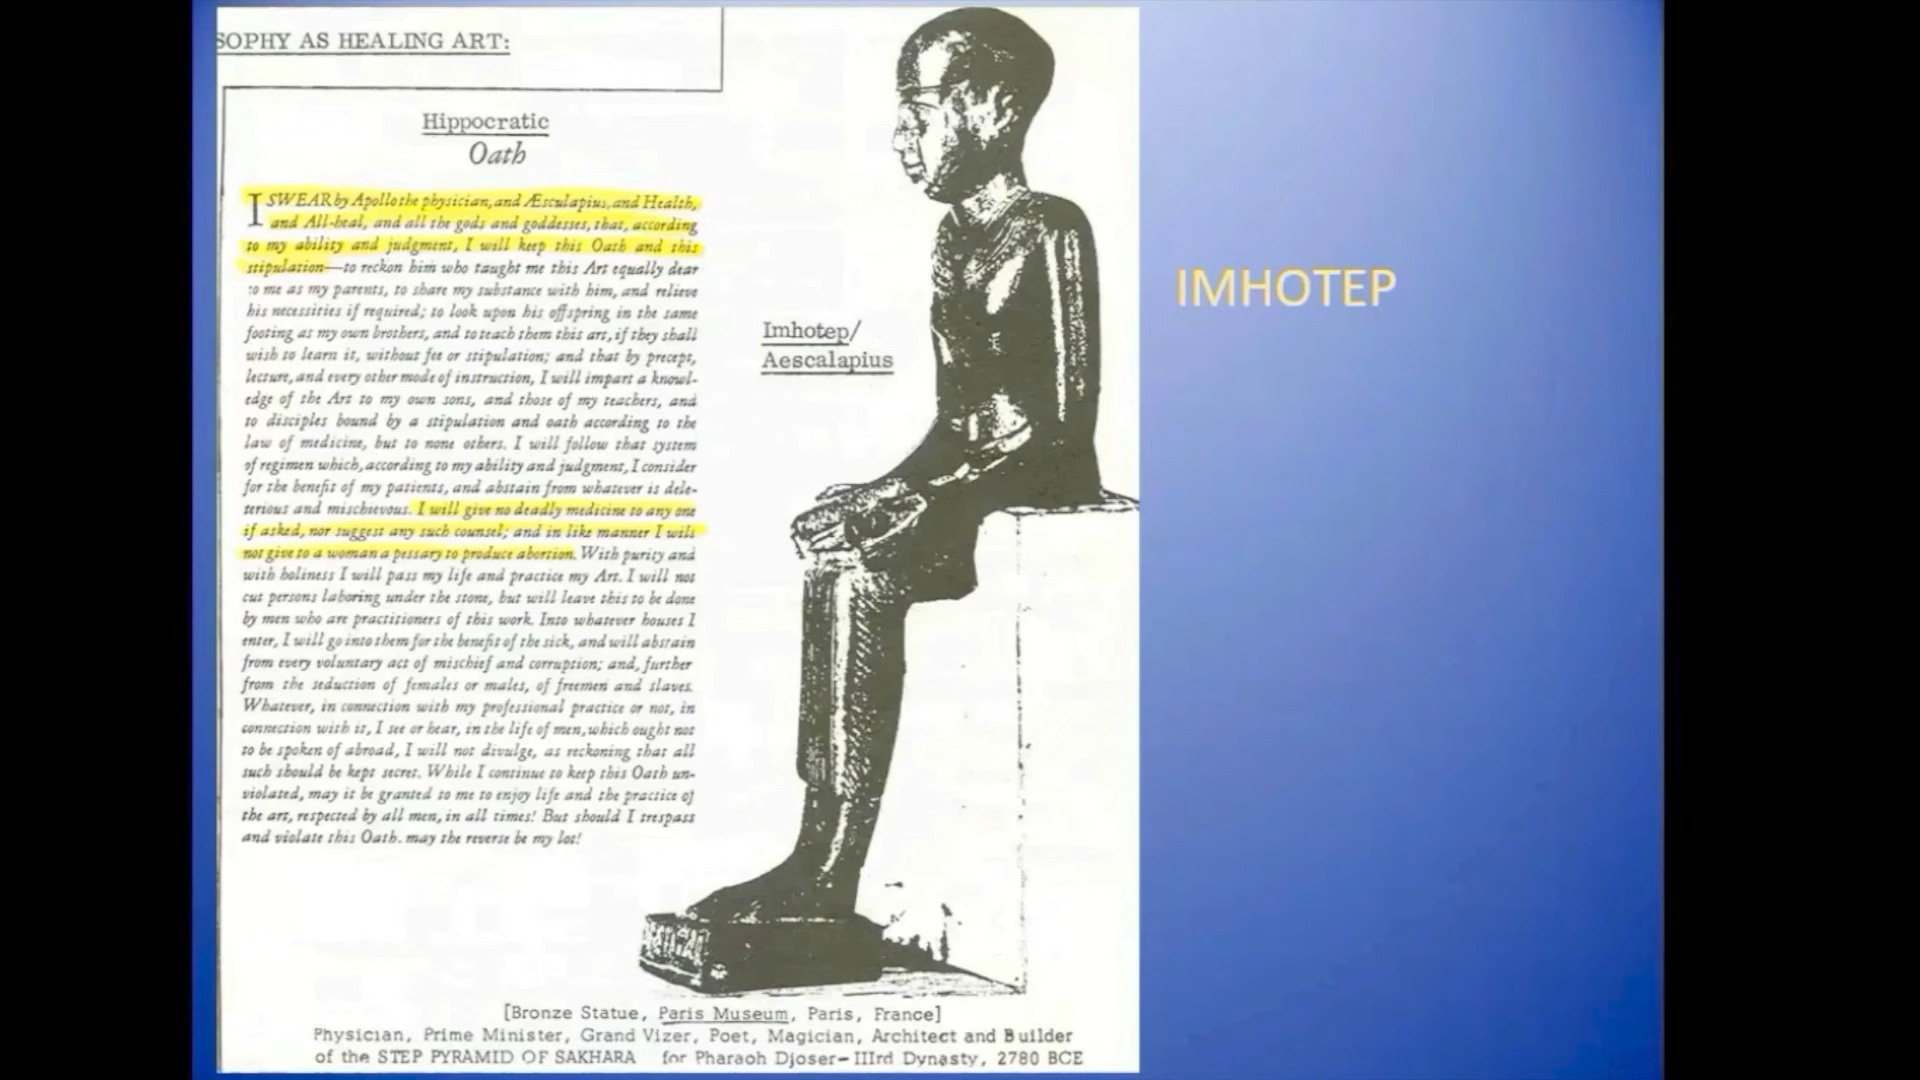 SOPHY AS HEALING ART:
Hippocratic
Oath
I SWEAR by Apollo the physician, and Æsculapius, and Health,
and All-heal, and all the gods and goddesses, that, according
to my ability and judgment, I will keep this Oath and this
stipulation—to reckon him who taught me this Art equally dear
to me as my parents, to share my substance with him, and relieve
his necessities if required; to look upon his offspring in the same
footing as my own brothers, and to teach them this art, if they shall
wish to learn it, without fee or stipulation; and that by precept,
lecture, and every other mode of instruction, I will impart a knowl-
edge of the Art to my own sons, and those of my teachers, and
to disciples bound by a stipulation and oath according to the
law of medicine, but to none others. I will follow that system
of regimen which, according to my ability and judgment, I consider
for the benefit of my patients, and abstain from whatever is dele-
terious and mischievous. I will give no deadly medicine to any one
if asked, nor suggest any such counsel; and in like manner I will
not give to a woman a pessary to produce abortion. With purity and
with holiness I will pass my life and practice my Art. I will not
cut persons laboring under the stone, but will leave this to be done
by men who are practitioners of this work. Into whatever houses I
enter, I will go into them for the benefit of the sick, and will abstain
from every voluntary act of mischief and corruption; and, further
from the seduction of females or males, of freemen and slaves.
Whatever, in connection with my professional practice or not, in
connection with it, I see or hear, in the life of men, which ought not
to be spoken of abroad, I will not divulge, as reckoning that all
such should be kept secret. While I continue to keep this Oath un-
violated, may it be granted to me to enjoy life and the practice of
the art, respected by all men, in all times! But should I trespass
and violate this Oath. may the reverse be my lot!
Imhotep/
Aescalapius
IMHOTEP
[Bronze Statue, Paris Museum, Paris, France]
Physician, Prime Minister, Grand Vizer, Poet, Magician, Architect and Builder
of the STEP PYRAMID OF SAKHARA for Pharaoh Djoser-IIIrd Dynasty, 2780 BCE